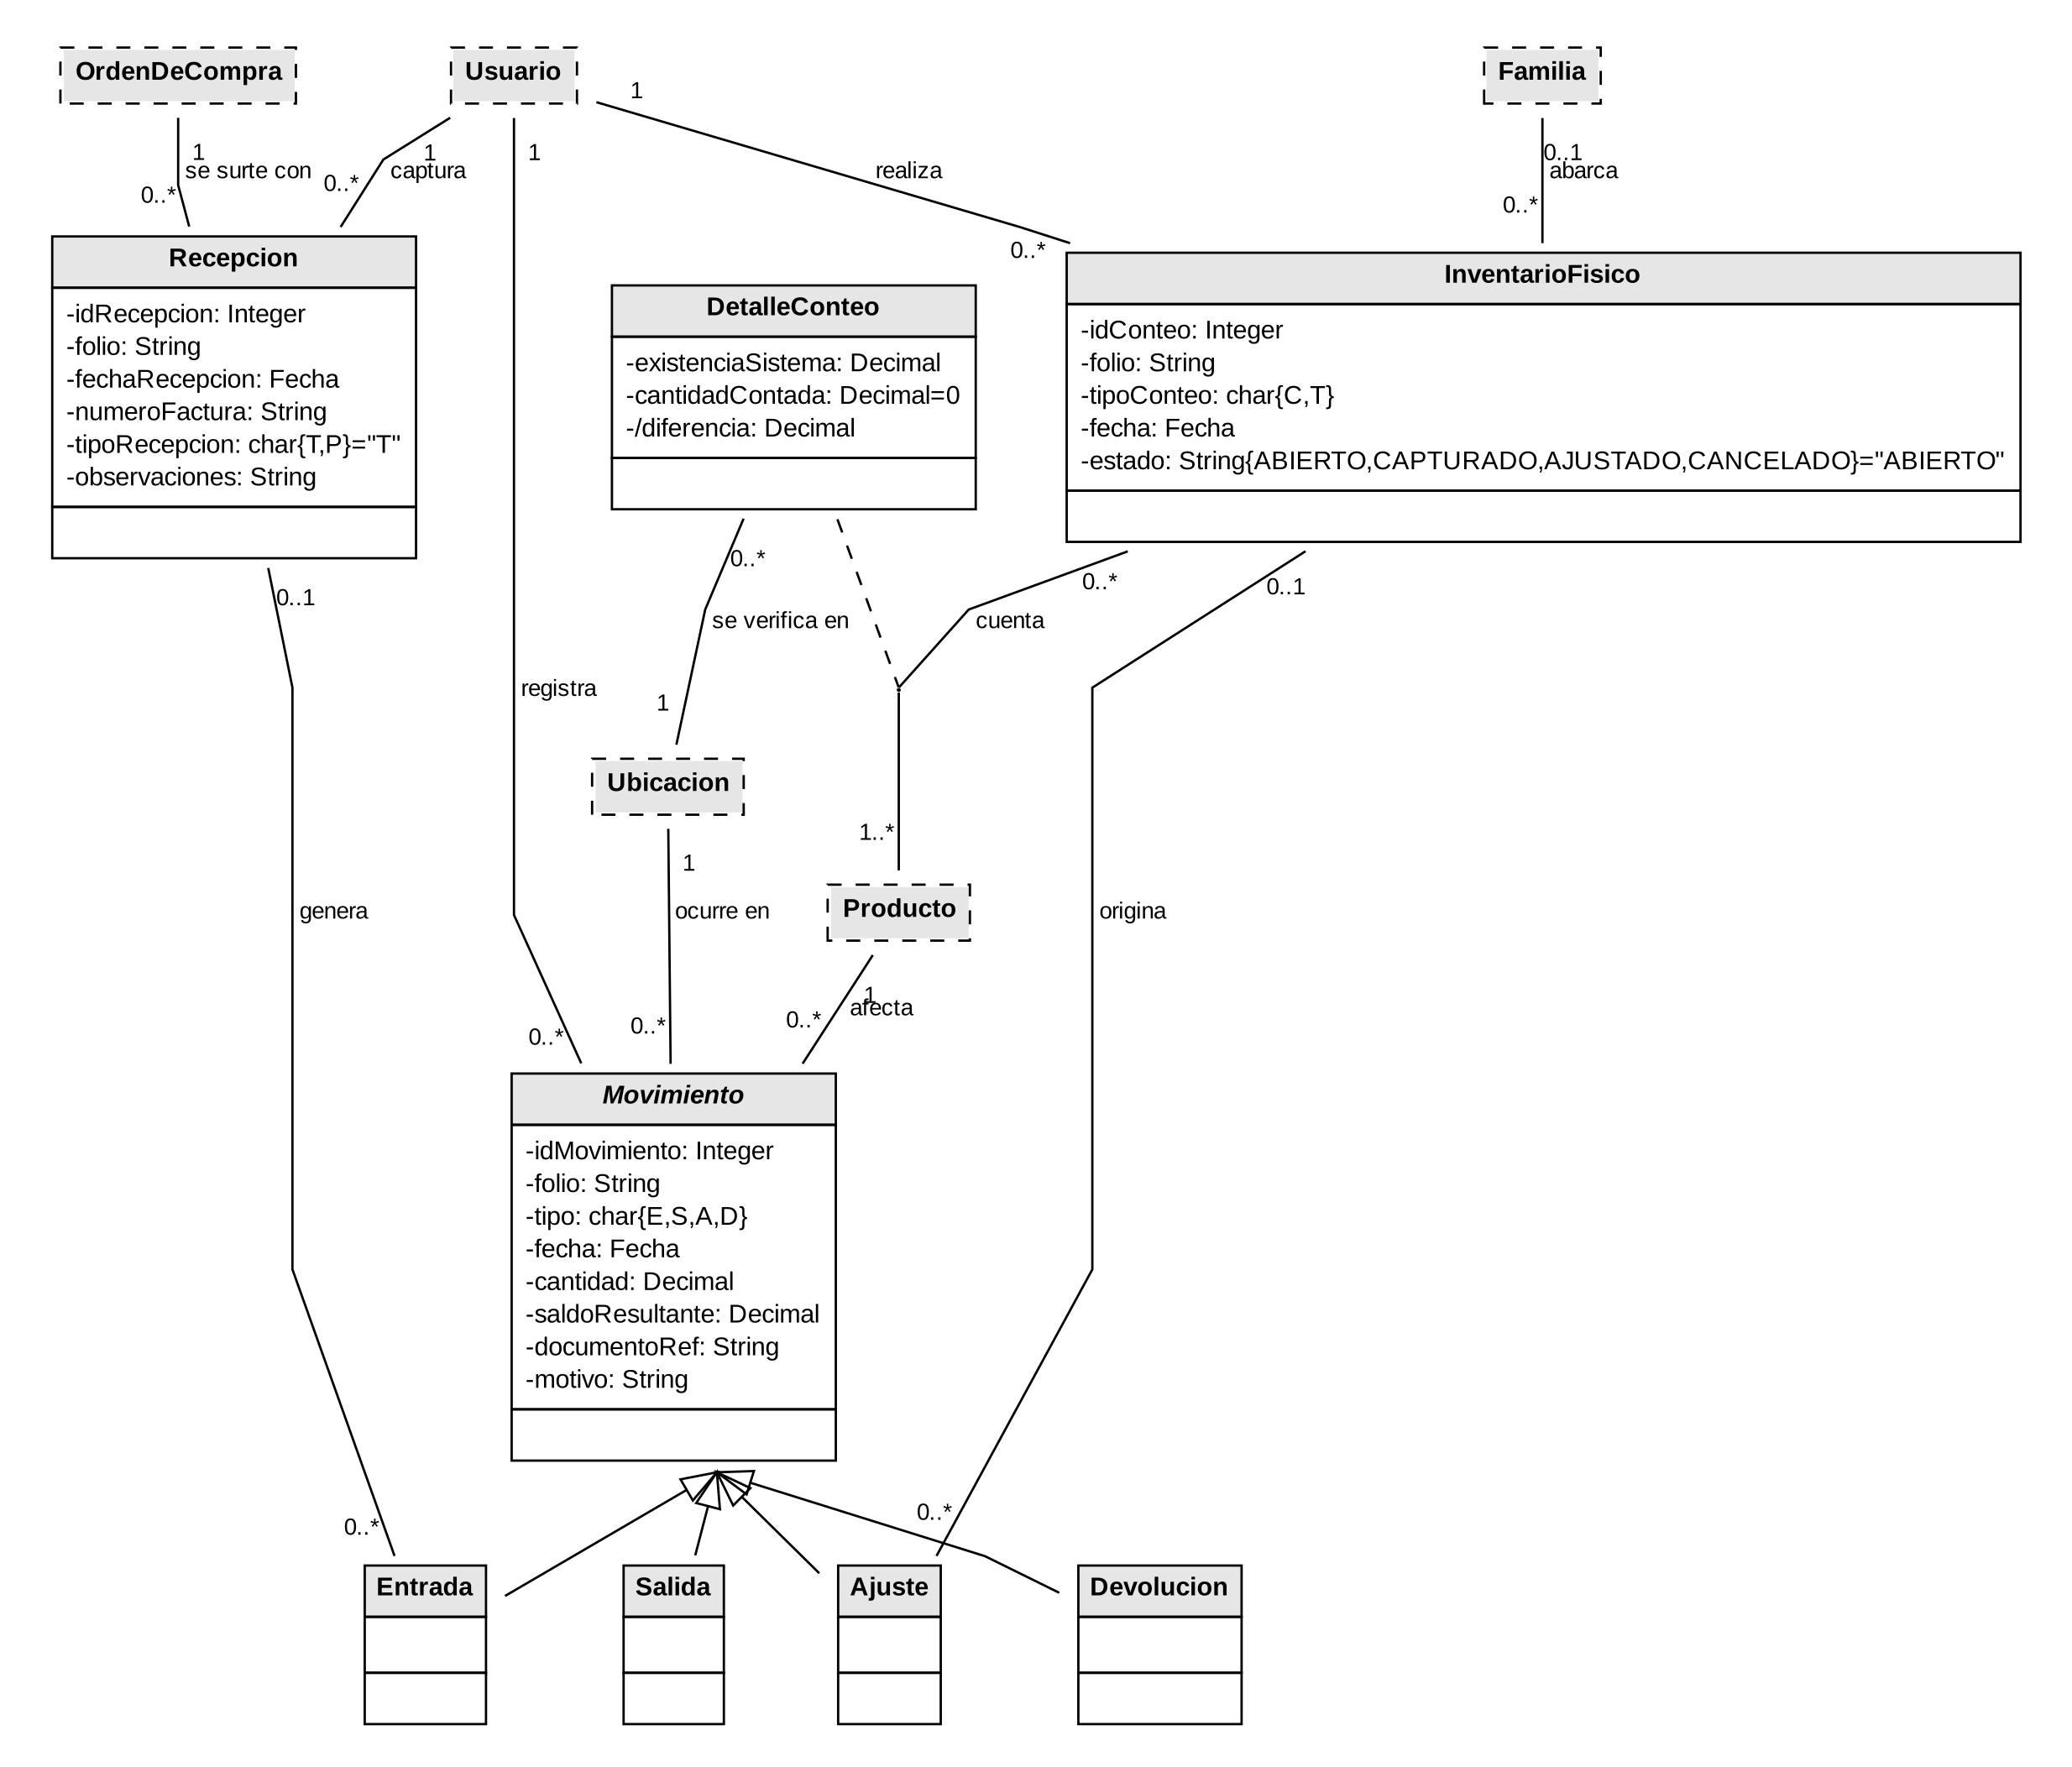 OrdenDeCompra
Usuario
Familia
1
1
1
1
0..1
se surte con
captura
realiza
abarca
0..*
0..*
0..*
0..*
Recepcion
-idRecepcion: Integer
-folio: String
-fechaRecepcion: Fecha
-numeroFactura: String
-tipoRecepcion: char{T,P}="T"
-observaciones: String
DetalleConteo
-existenciaSistema: Decimal
-cantidadContada: Decimal=0
-/diferencia: Decimal
InventarioFisico
-idConteo: Integer
-folio: String
-tipoConteo: char{C,T}
-fecha: Fecha
-estado: String{ABIERTO,CAPTURADO,AJUSTADO,CANCELADO}="ABIERTO"
0..1
0..*
0..*
0..1
se verifica en
cuenta
registra
1
Ubicacion
1..*
1
Producto
genera
ocurre en
origina
1
afecta
0..*
0..*
0..*
Movimiento
-idMovimiento: Integer
-folio: String
-tipo: char{E,S,A,D}
-fecha: Fecha
-cantidad: Decimal
-saldoResultante: Decimal
-documentoRef: String
-motivo: String
0..*
0..*
Entrada
Salida
Ajuste
Devolucion